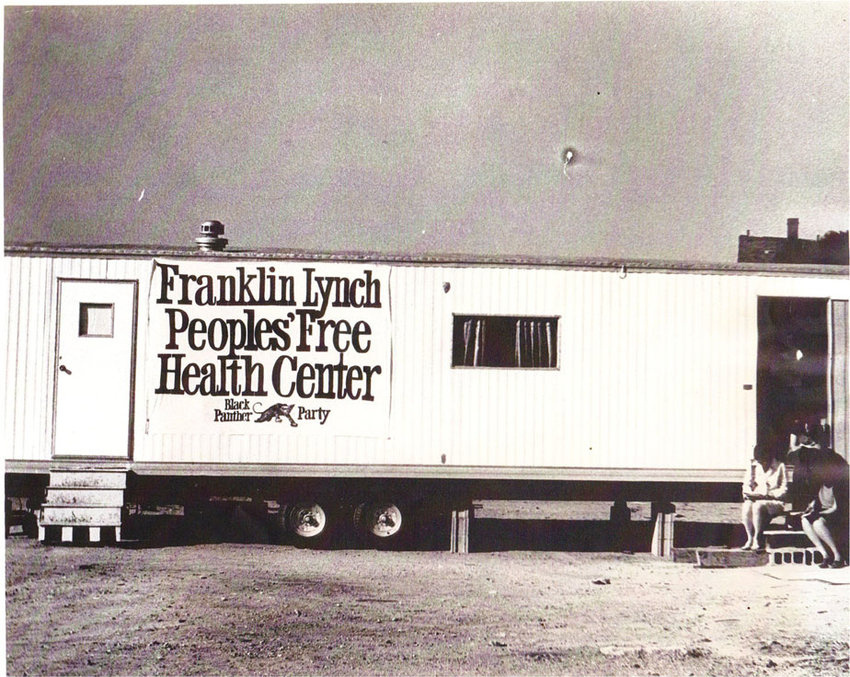 Franklin Lynch
Peoples' Free
Health Center
Black
Panther Party